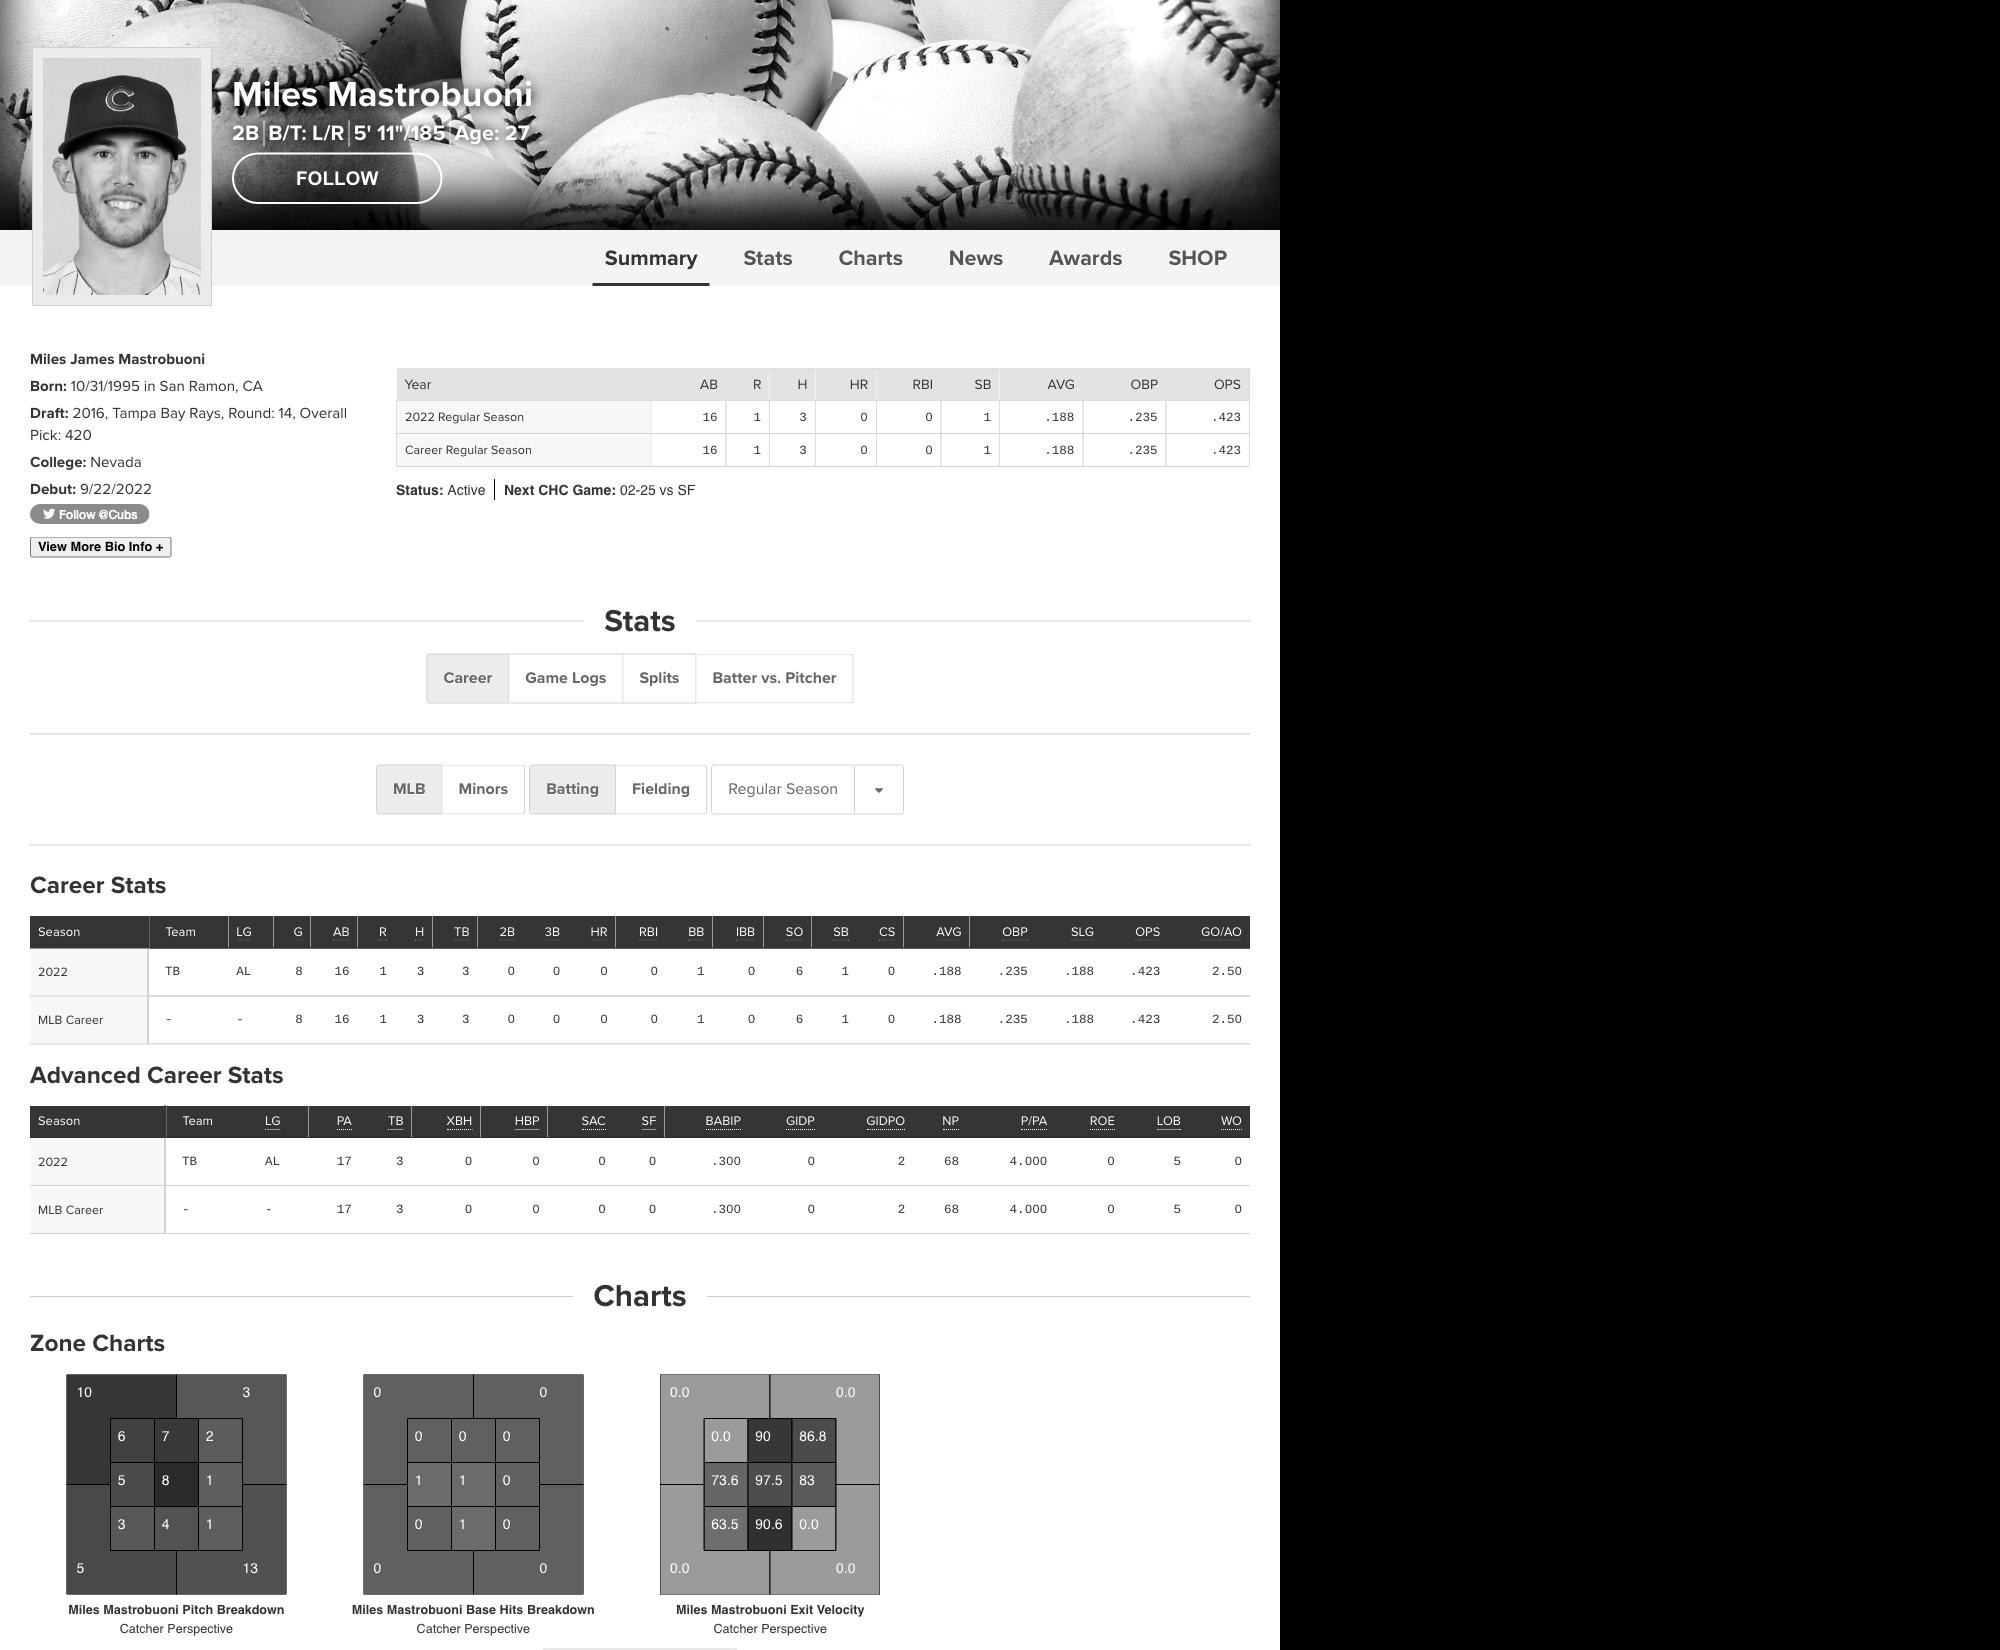 C
Miles Mastrobuoni
2B B/T: L/R 5' 11"/185 Age: 27
FOLLOW
Summary Stats Charts News Awards SHOP
Miles James Mastrobuoni
Born: 10/31/1995 in San Ramon, CA
Draft: 2016, Tampa Bay Rays, Round: 14, Overall
Pick: 420
College: Nevada
Debut: 9/22/2022
Follow @Cubs
View More Bio Info +
Year AB R H HR RBI SB AVG OBP OPS
2022 Regular Season 16 1 3 0 0 1 .188 .235 .423
Career Regular Season 16 1 3 0 0 1 .188 .235 .423
Status: Active Next CHC Game: 02-25 vs SF
Stats
Career Game Logs Splits Batter vs. Pitcher
MLB Minors Batting Fielding Regular Season
Career Stats
Season Team LG G AB R H TB 2B 3B HR RBI BB IBB SO SB CS AVG OBP SLG OPS GO/AO
2022 TB AL 8 16 1 3 3 0 0 0 0 1 0 6 1 0 .188 .235 .188 .423 2.50
MLB Career - - 8 16 1 3 3 0 0 0 0 1 0 6 1 0 .188 .235 .188 .423 2.50
Advanced Career Stats
Season Team LG PA TB XBH HBP SAC SF BABIP GIDP GIDPO NP P/PA ROE LOB WO
2022 TB AL 17 3 0 0 0 0 .300 0 2 68 4.000 0 5 0
MLB Career - - 17 3 0 0 0 0 .300 0 2 68 4.000 0 5 0
Charts
Zone Charts
10 3
6 7 2
5 8 1
3 4 1
5 13
Miles Mastrobuoni Pitch Breakdown
Catcher Perspective
0 0
0 0 0
1 1 0
0 1 0
0 0
Miles Mastrobuoni Base Hits Breakdown
Catcher Perspective
0.0 0.0
0.0 90 86.8
73.6 97.5 83
63.5 90.6 0.0
0.0 0.0
Miles Mastrobuoni Exit Velocity
Catcher Perspective